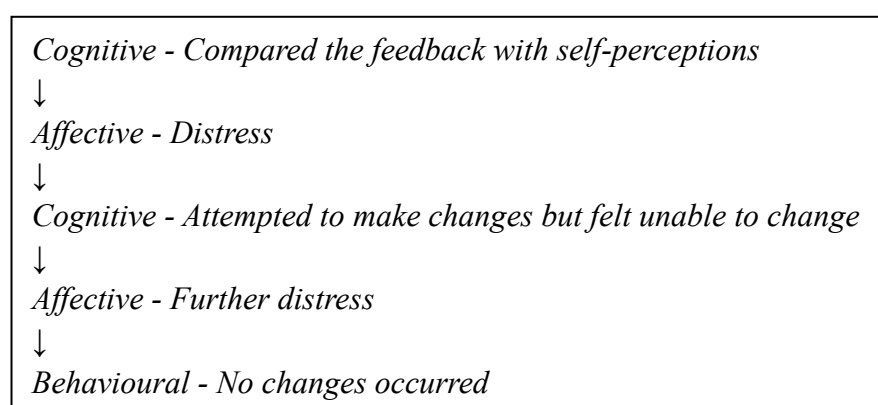 Cognitive - Compared the feedback with self-perceptions
↓
Affective - Distress
↓
Cognitive - Attempted to make changes but felt unable to change
↓
Affective - Further distress
↓
Behavioural - No changes occurred